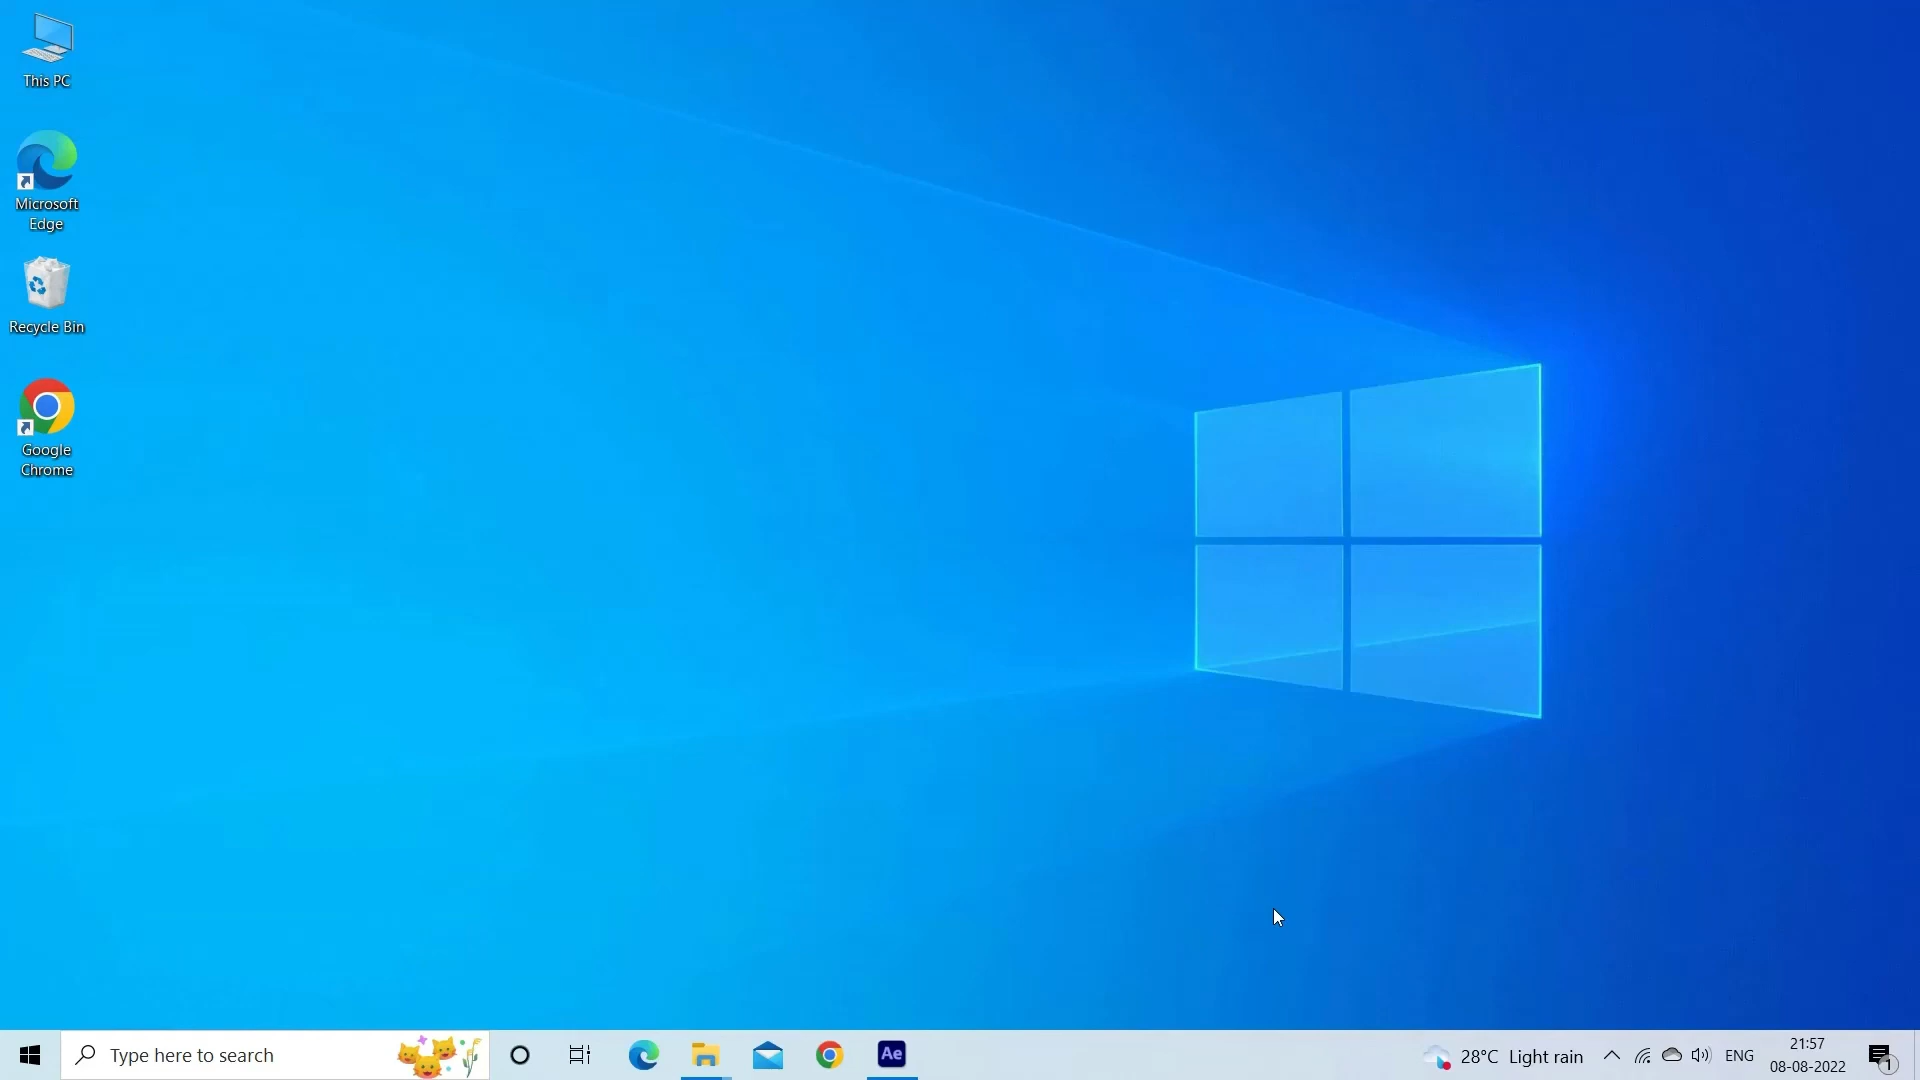 This PC
Microsoft
Edge
Recycle Bin
Google
Chrome
Type here to search
Ae
28°C Light rain
ENG
21:57
08-08-2022
1